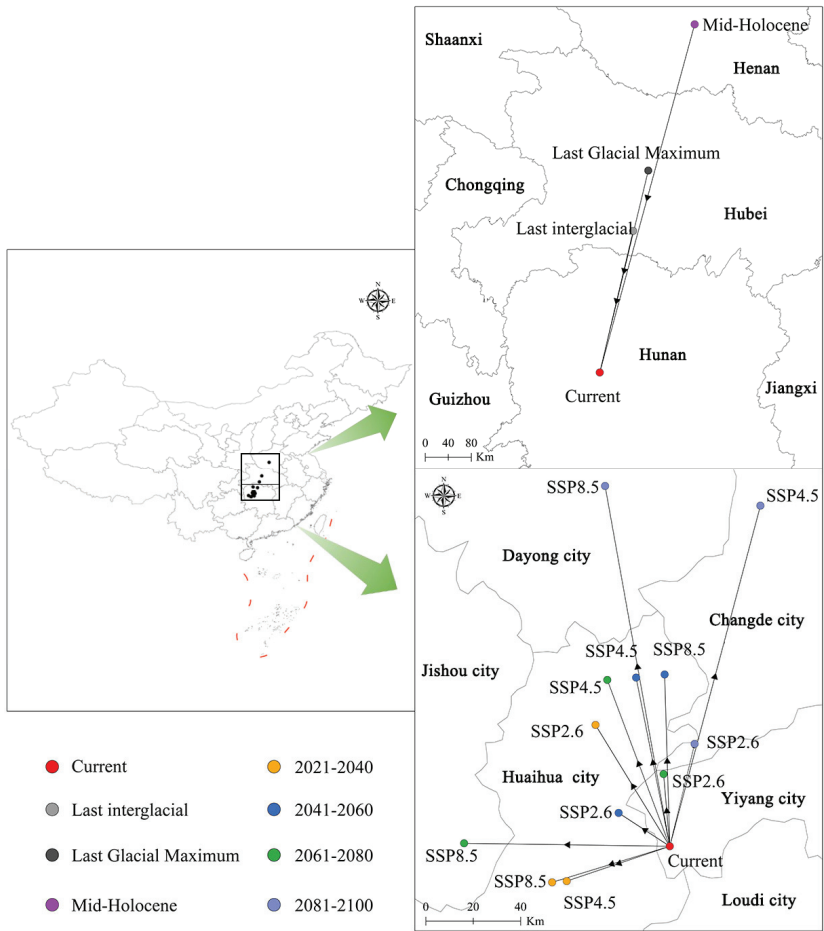 Shaanxi
Mid-Holocene
Henan
Last Glacial Maximum
Chongqing
Hubei
Last interglacial
Hunan
Current
Guizhou
Jiangxi
0 40 80
Km
N
W E
S
N
W E
S
SSP8.5
SSP4.5
Dayong city
Changde city
SSP4.5
SSP8.5
Jishou city
SSP4.5
SSP2.6
SSP2.6
Huaihua city
SSP2.6
Yiyang city
SSP2.6
SSP8.5
Current
SSP8.5
SSP4.5
Loudi city
0 20 40
Km
Current
Last interglacial
Last Glacial Maximum
Mid-Holocene
2021-2040
2041-2060
2061-2080
2081-2100